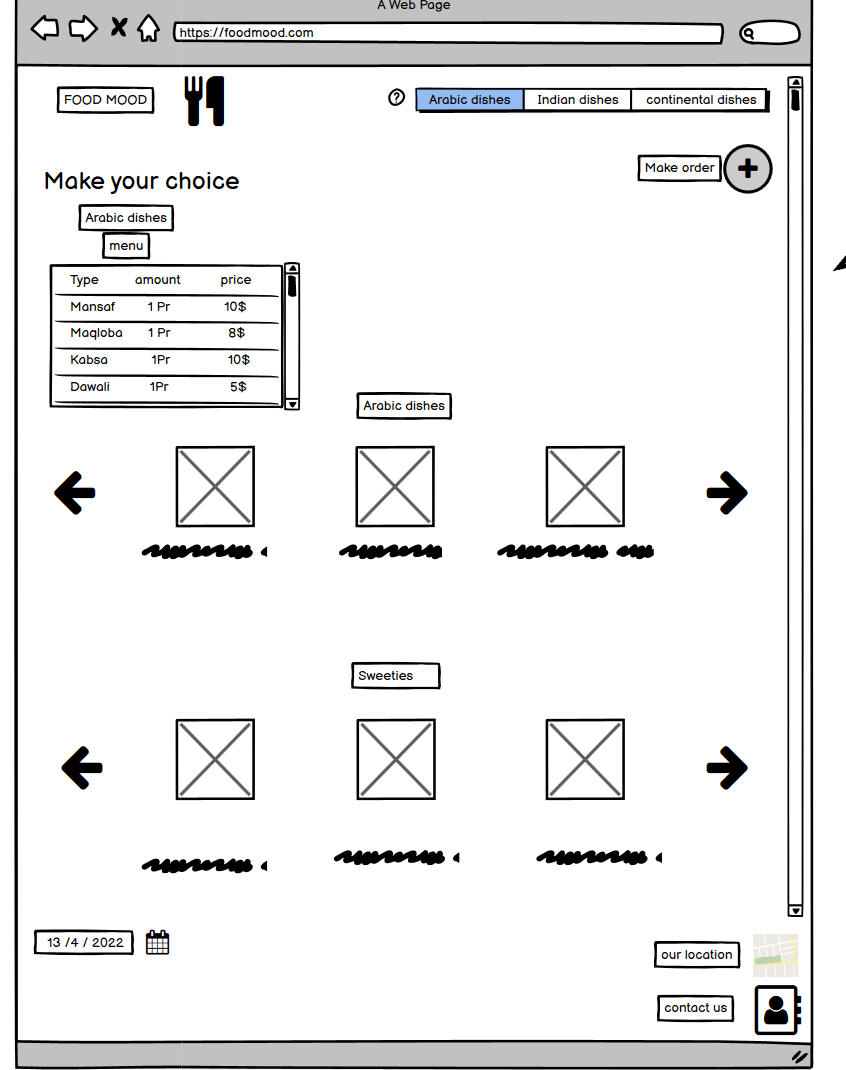 A Web Page
https://foodmood.com
FOOD MOOD
? Arabic dishes Indian dishes continental dishes
Make order
Make your choice
Arabic dishes
menu
Type amount price
Mansaf 1 Pr 10$
Maqloba 1 Pr 8$
Kabsa 1Pr 10$
Dawali 1Pr 5$
Arabic dishes
Sweeties
13 /4 / 2022
our location
contact us